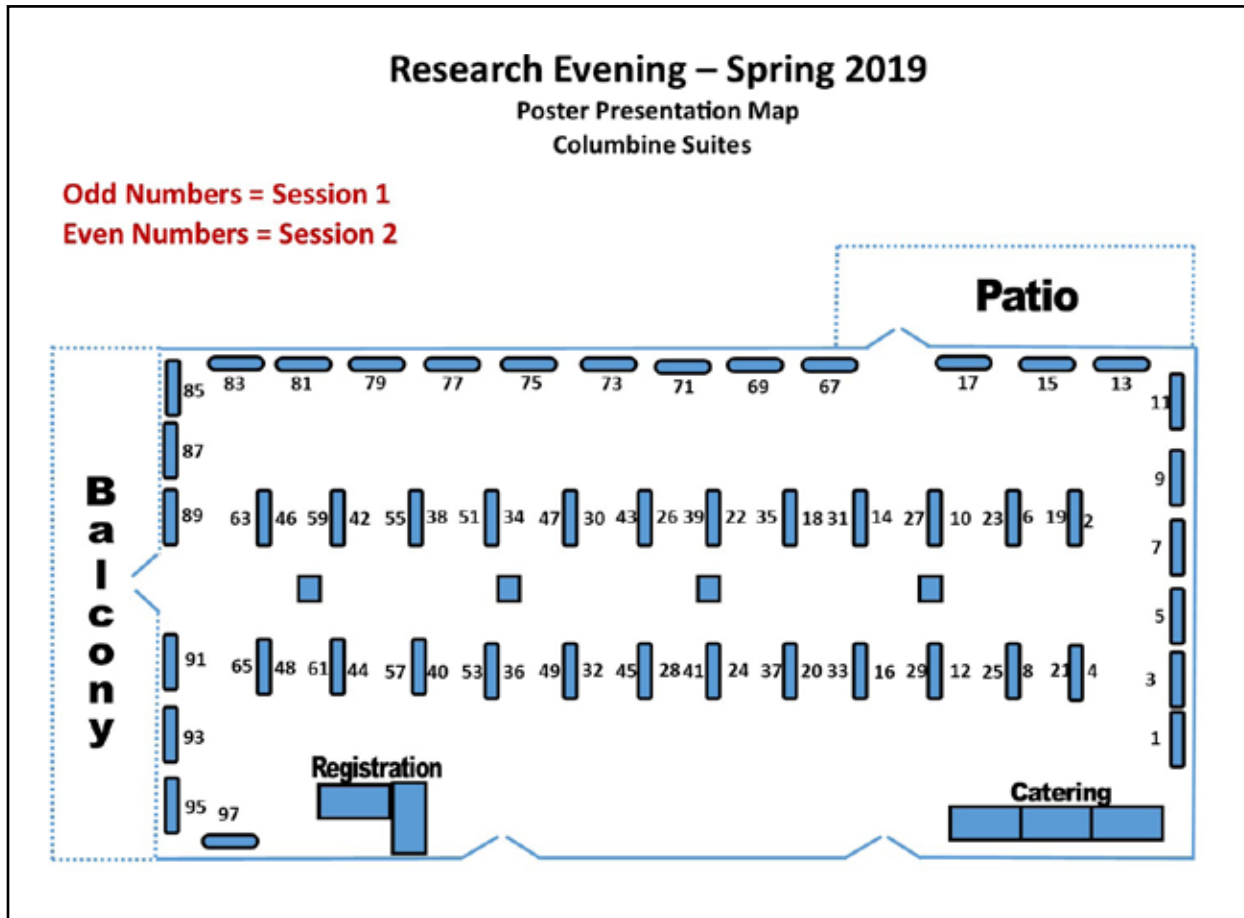 Research Evening – Spring 2019
Poster Presentation Map
Columbine Suites
Odd Numbers = Session 1
Even Numbers = Session 2
Patio
85 83 81 79 77 75 73 71 69 67 17 15 13 11
87
9
Balcony
89 63 46 59 42 55 38 51 34 47 30 43 26 39 22 35 18 31 14 27 10 23 6 19 2
7
5
91 65 48 61 44 57 40 53 36 49 32 45 28 41 24 37 20 33 16 29 12 25 8 21 4 3
93
1
Registration
Catering
95 97